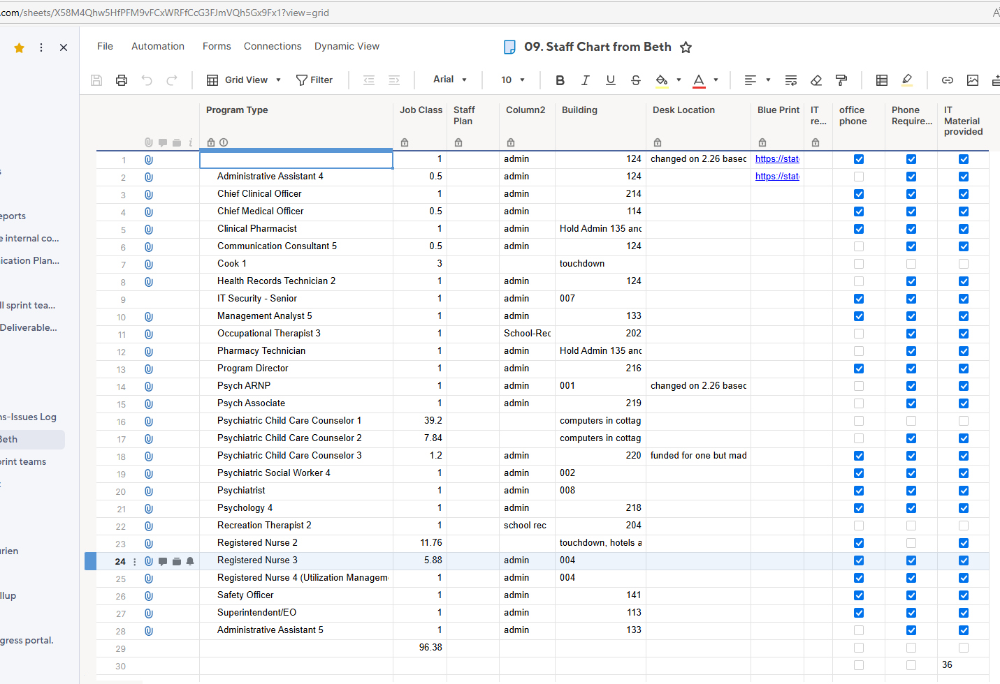 .com/sheets/X58M4Qhw5HfPFM9vFCxWRFfCcG3FJmVQh5Gx9Fx1?view=grid
File Automation Forms Connections Dynamic View
09. Staff Chart from Beth
Grid View Filter Arial 10 B I U S A
Program Type Job Class Staff Plan Column2 Building Desk Location Blue Print IT re... office phone Phone Require... IT Material provided
1 1 admin 124 changed on 2.26 based https://stat
2 Administrative Assistant 4 0.5 admin 124 https://stat
3 Chief Clinical Officer 1 admin 214
4 Chief Medical Officer 0.5 admin 114
5 Clinical Pharmacist 1 admin Hold Admin 135 and
6 Communication Consultant 5 0.5 admin 124
7 Cook 1 3 touchdown
8 Health Records Technician 2 1 admin 124
9 IT Security - Senior 1 admin 007
10 Management Analyst 5 1 admin 133
11 Occupational Therapist 3 1 School-Rec 202
12 Pharmacy Technician 1 admin Hold Admin 135 and
13 Program Director 1 admin 216
14 Psych ARNP 1 admin 001 changed on 2.26 based
15 Psych Associate 1 admin 219
16 Psychiatric Child Care Counselor 1 39.2 computers in cottag
17 Psychiatric Child Care Counselor 2 7.84 computers in cottag
18 Psychiatric Child Care Counselor 3 1.2 admin 220 funded for one but mad
19 Psychiatric Social Worker 4 1 admin 002
20 Psychiatrist 1 admin 008
21 Psychology 4 1 admin 218
22 Recreation Therapist 2 1 school rec 204
23 Registered Nurse 2 11.76 touchdown, hotels a
24 Registered Nurse 3 5.88 admin 004
25 Registered Nurse 4 (Utilization Managem 1 admin 004
26 Safety Officer 1 admin 141
27 Superintendent/EO 1 admin 113
28 Administrative Assistant 5 1 admin 133
29 96.38
30 36
s
eports
e internal co...
ication Plan...
ll sprint tea...
Deliverable...
ns-Issues Log
Beth
print teams
rien
llup
gress portal.